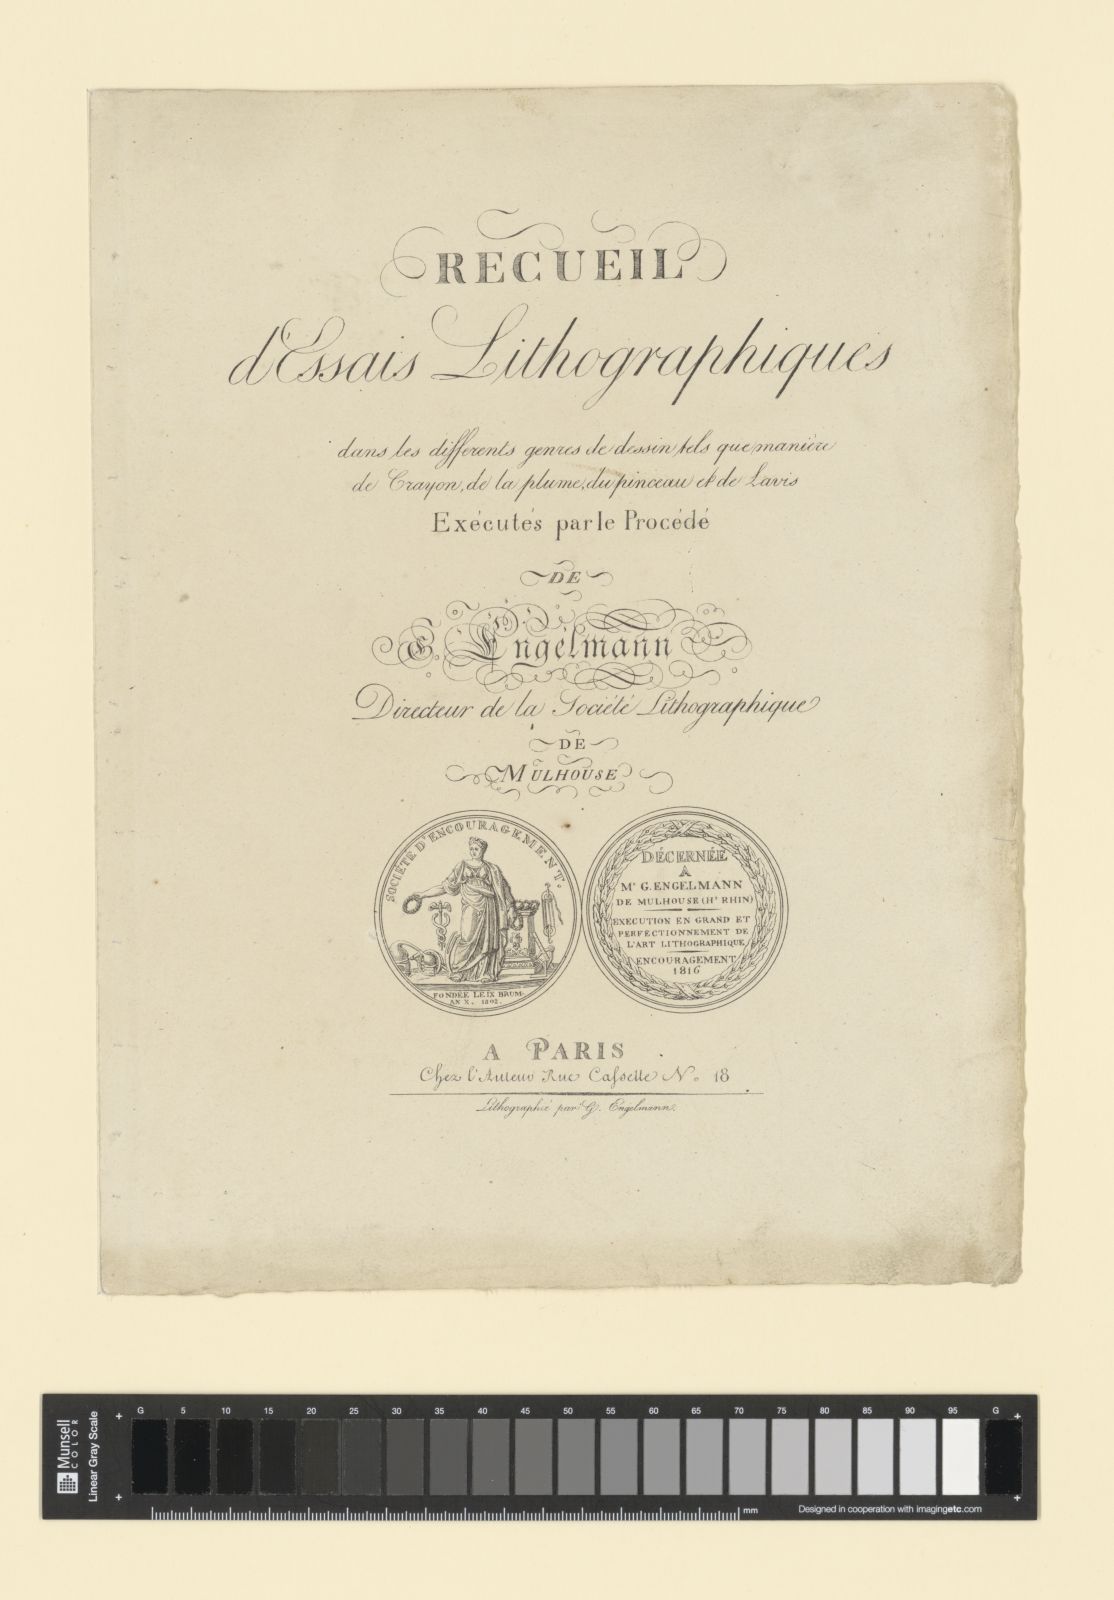 RECUEIL
d'Essais Lithographiques
dans les differents genres de dessin, tels que maniere
de Crayon, de la plume, du pinceau et de Lavis
Exécutés par le Procédé
DE
G. Engelmann
Directeur de la Société Lithographique
DE
MULHOUSE
SOCIÉTÉ D'ENCOURAGEMENT.
FONDÉE LE IX BRUM.
AN X. 1802.
DÉCERNÉE
A
Mr G. ENGELMANN
DE MULHOUSE (Ht RHIN)
EXECUTION EN GRAND ET
PERFECTIONNEMENT DE
L'ART LITHOGRAPHIQUE
ENCOURAGEMENT
1816
A PARIS
Chez l'Auteur Rue Cassette No. 18
Lithographié par G. Engelmann.
Munsell
COLOR
Linear Gray Scale
G 5 10 15 20 25 30 35 40 45 50 55 60 65 70 75 80 85 90 95 G
mm
Designed in cooperation with imagingetc.com